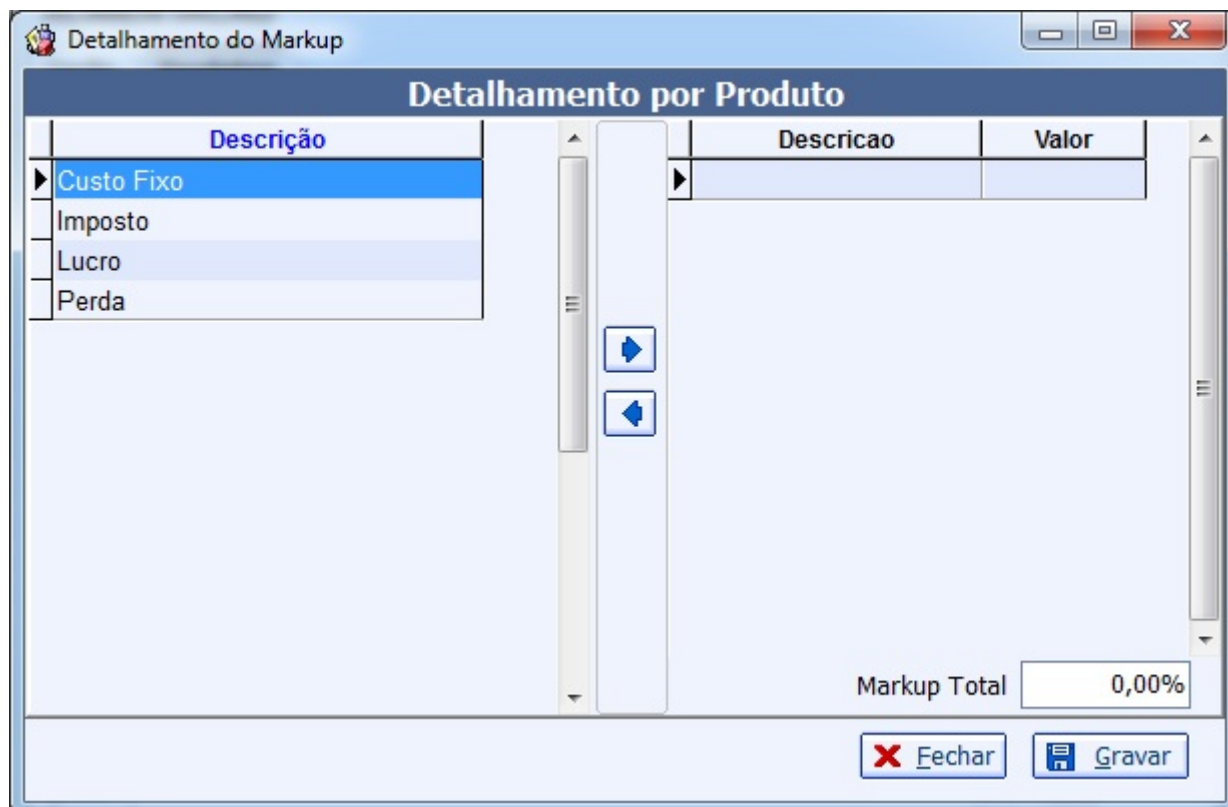 Detalhamento do Markup
Detalhamento por Produto
Descrição
Custo Fixo
Imposto
Lucro
Perda
Descricao Valor
Markup Total 0,00%
Fechar Gravar